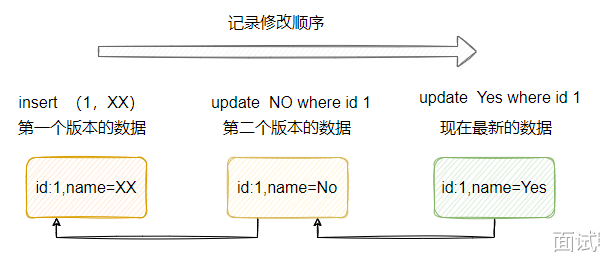 记录修改顺序
insert （1，XX）
第一个版本的数据
update NO where id 1
第二个版本的数据
update Yes where id 1
现在最新的数据
id:1,name=XX
id:1,name=No
id:1,name=Yes
面试